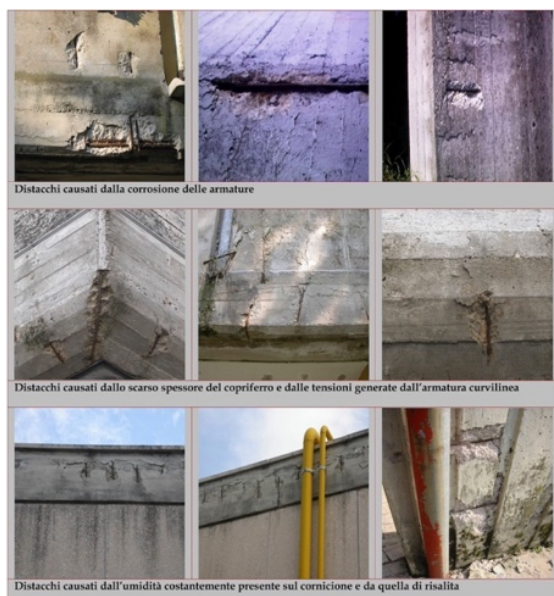 Distacchi causati dalla corrosione delle armature
Distacchi causati dallo scarso spessore del copriferro e dalle tensioni generate dall'armatura curvilinea
Distacchi causati dall'umidità costantemente presente sul cornicione e da quella di risalita